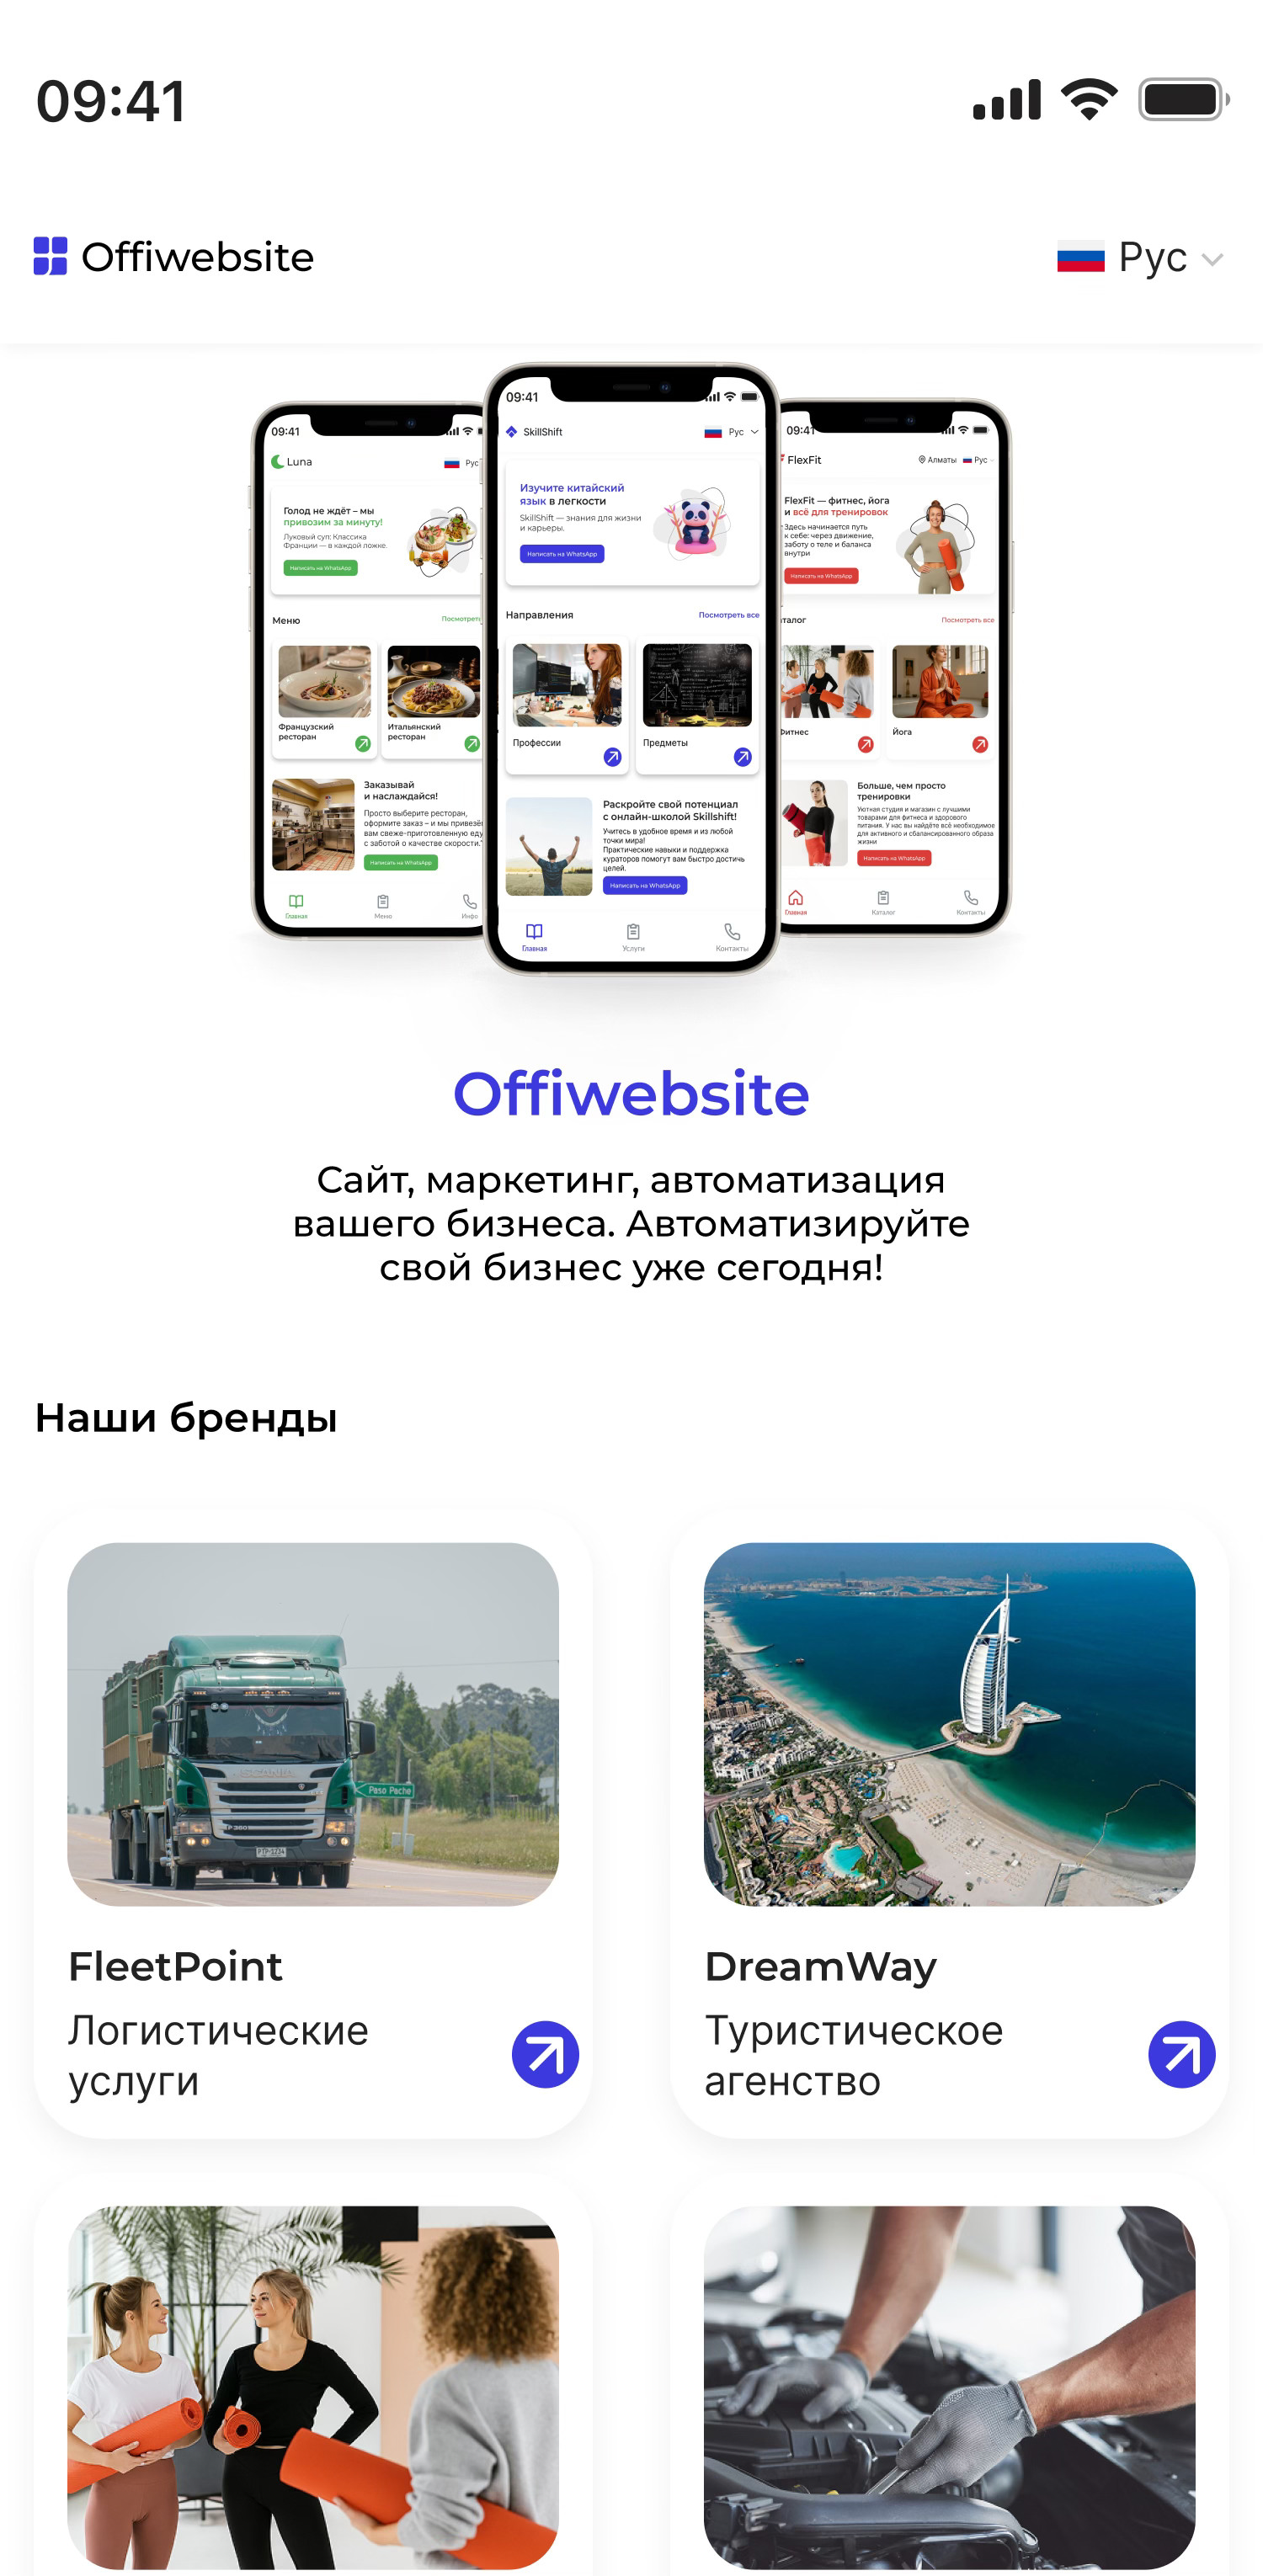 09:41
Offiwebsite
Рус
09:41
Luna
Рус
Голод не ждёт – мы
привозим за минуту!
Луковый суп: Классика
Франции — в каждой ложке.
Написать на WhatsApp
Меню
Французский
ресторан
Итальянский
ресторан
Заказывай
и наслаждайся!
Просто выберите ресторан,
оформите заказ – и мы
вам свеже-приготовленную еду
с заботой о качестве скорости.
Написать на WhatsApp
Главная
Меню
Инфо
09:41
SkillShift
Рус
Изучите китайский
язык в легкости
SkillShift — знания для жизни
и карьеры.
Написать на WhatsApp
Направления
Посмотреть все
Профессии
Предметы
Раскройте свой потенциал
с онлайн-школой Skillshift!
Учитесь в удобное время и из любой
точки мира!
Практические навыки и поддержка
кураторов помогут вам быстро достичь
целей.
Написать на WhatsApp
Главная
Услуги
Контакты
09:41
FlexFit
Алматы
Рус
FlexFit — фитнес, йога
и всё для тренировок
Здесь начинается путь
к себе: через движение,
заботу о теле и баланса
внутри
Написать на WhatsApp
талог
Посмотреть все
Фитнес
Йога
Больше, чем просто
тренировки
Уютная студия и магазин с лучшими
товарами для фитнеса и здорового
питания. У нас вы найдёте всё необходимое
для активного и сбалансированного образа
жизни
Написать на WhatsApp
Главная
Каталог
Контакты
Offiwebsite
Сайт, маркетинг, автоматизация
вашего бизнеса. Автоматизируйте
свой бизнес уже сегодня!
Наши бренды
SCANIA
Paso Pache
FleetPoint
Логистические
услуги
DreamWay
Туристическое
агенство